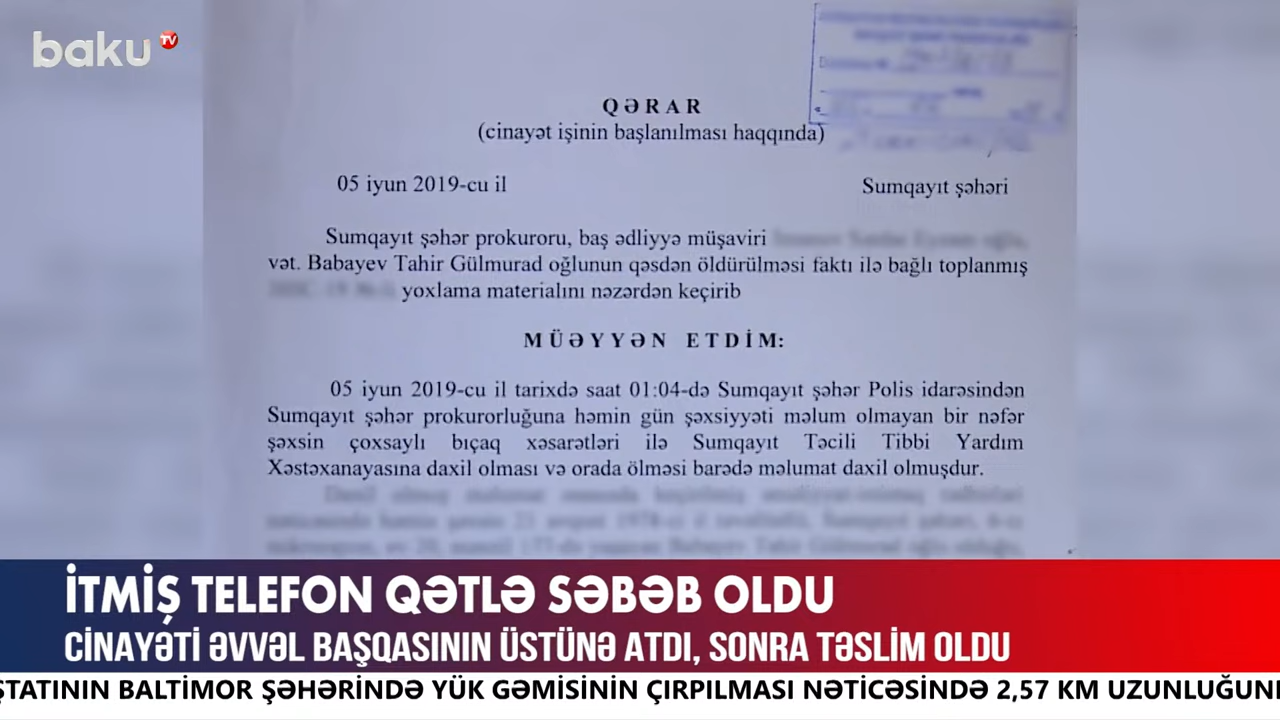 baku TV
QƏRAR
(cinayət işinin başlanılması haqqında)
05 iyun 2019-cu il Sumqayıt şəhəri
Sumqayıt şəhər prokuroru, baş ədliyyə müşaviri
vət. Babayev Tahir Gülmurad oğlunun qəsdən öldürülməsi faktı ilə bağlı toplanmış
yoxlama materialını nəzərdən keçirib
MÜƏYYƏN ETDİM:
05 iyun 2019-cu il tarixdə saat 01:04-də Sumqayıt şəhər Polis idarəsindən
Sumqayıt şəhər prokurorluğuna həmin gün şəxsiyyəti məlum olmayan bir nəfər
şəxsin çoxsaylı bıçaq xəsarətləri ilə Sumqayıt Təcili Tibbi Yardım
Xəstəxanayasına daxil olması və orada ölməsi barədə məlumat daxil olmuşdur.
İTMİŞ TELEFON QƏTLƏ SƏBƏB OLDU
CİNAYƏTİ ƏVVƏL BAŞQASININ ÜSTÜNƏ ATDI, SONRA TƏSLİM OLDU
ŞTATININ BALTİMOR ŞƏHƏRİNDƏ YÜK GƏMİSİNİN ÇIRPILMASI NƏTİCƏSİNDƏ 2,57 KM UZUNLUĞUN